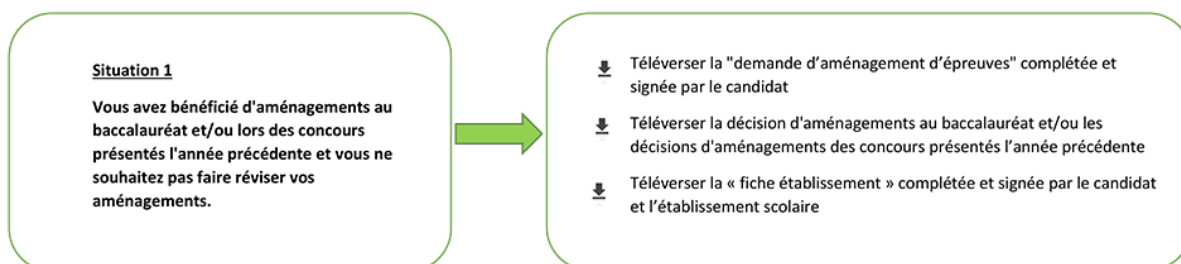 Situation 1
Vous avez bénéficié d'aménagements au
baccalauréat et/ou lors des concours
présentés l'année précédente et vous ne
souhaitez pas faire réviser vos
aménagements.
Téléverser la "demande d’aménagement d’épreuves" complétée et
signée par le candidat
Téléverser la décision d'aménagements au baccalauréat et/ou les
décisions d'aménagements des concours présentés l’année précédente
Téléverser la « fiche établissement » complétée et signée par le candidat
et l’établissement scolaire